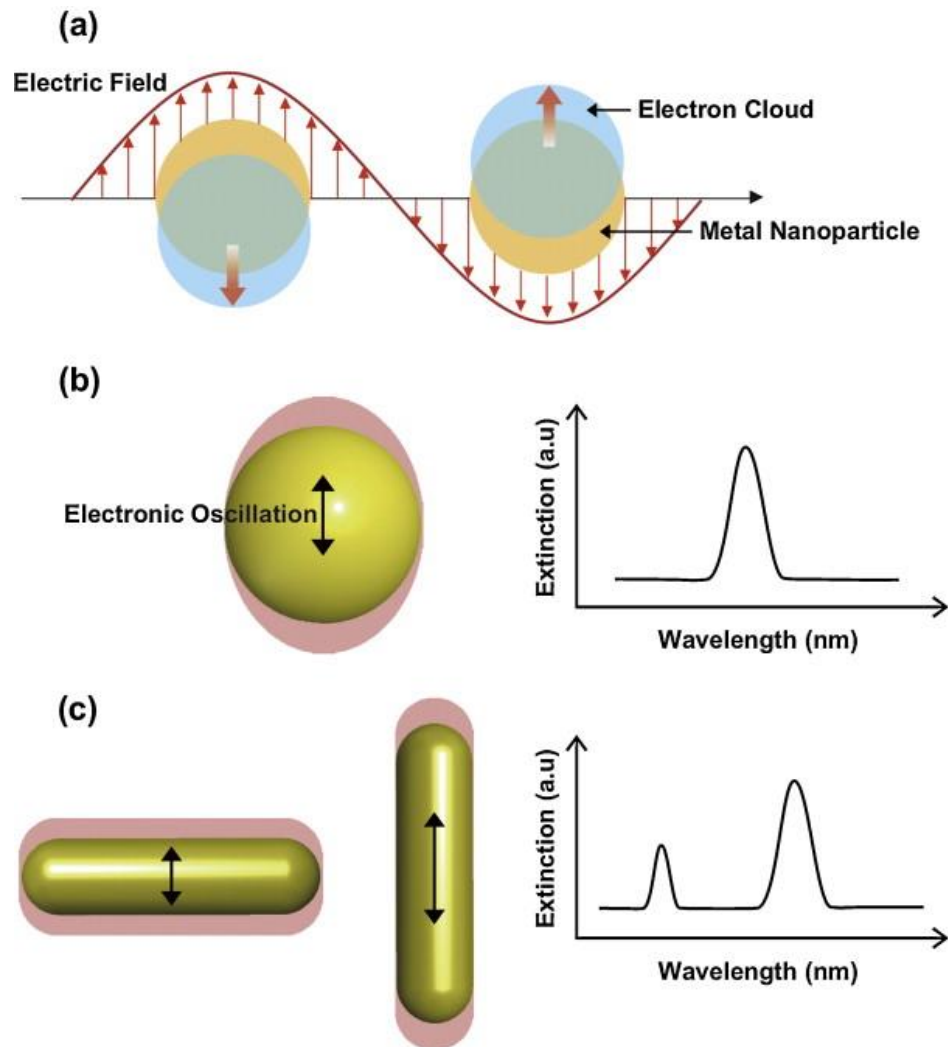 (a)
Electric Field
Electron Cloud
Metal Nanoparticle
(b)
Electronic Oscillation
Extinction (a.u)
Wavelength (nm)
(c)
Extinction (a.u)
Wavelength (nm)